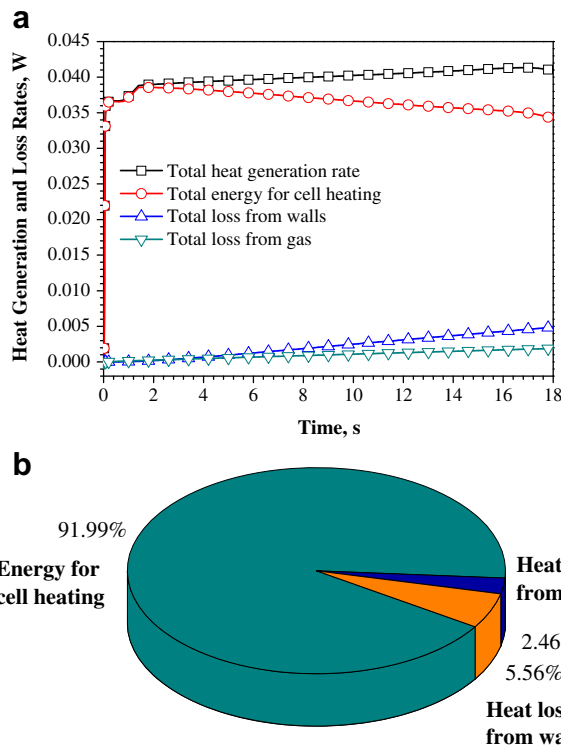 a
Heat Generation and Loss Rates, W
0.045
0.040
0.035
0.030
0.025
0.020
0.015
0.010
0.005
0.000
Total heat generation rate
Total energy for cell heating
Total loss from walls
Total loss from gas
0 2 4 6 8 10 12 14 16 18
Time, s
b
91.99%
Energy for
cell heating
Heat
from
2.46
5.56%
Heat los
from wa